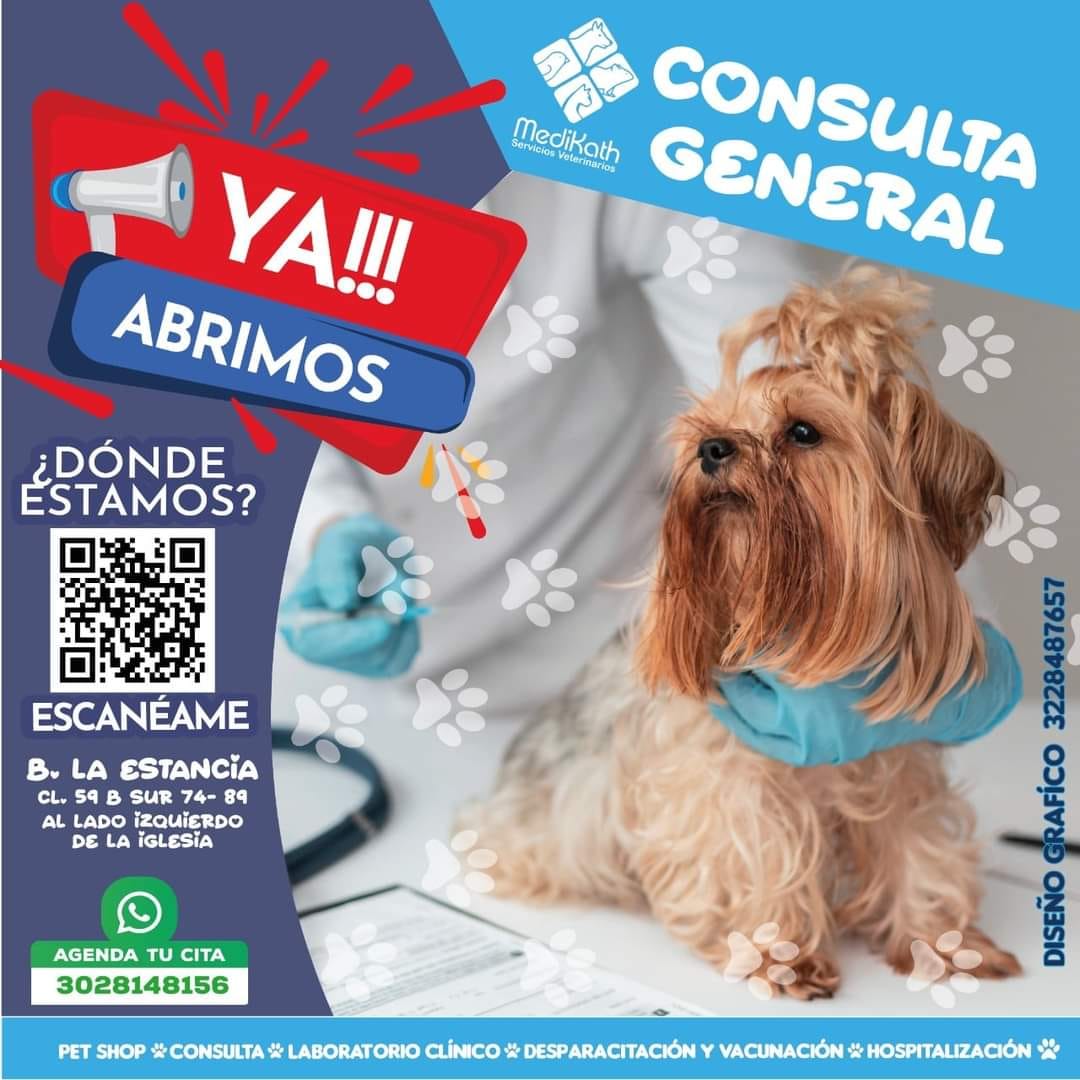 MediKath
Servicios Veterinarios
CONSULTA
GENERAL
YA!!!
ABRIMOS
¿DÓNDE
ESTAMOS?
ESCANÉAME
B. LA ESTANCIA
CL. 59 B SUR 74- 89
AL LADO IZQUIERDO
DE LA IGLESIA
AGENDA TU CITA
3028148156
DISEÑO GRAFÍCO 3228487657
PET SHOP CONSULTA LABORATORIO CLÍNICO DESPARACITACIÓN Y VACUNACIÓN HOSPITALIZACIÓN